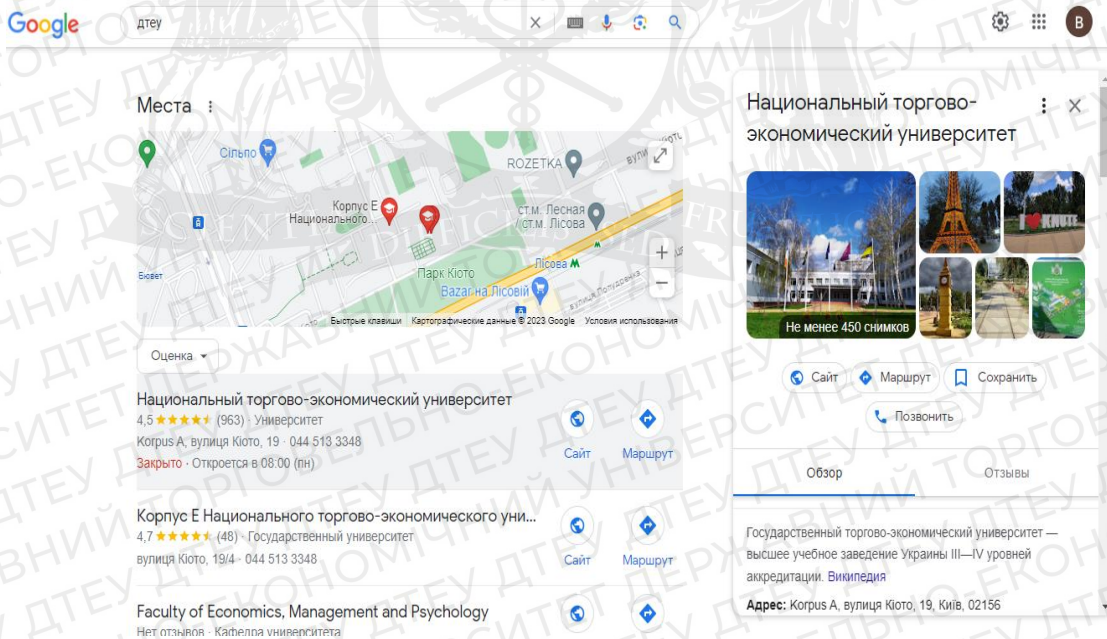 Google
дтеу
В
Места
Сільпо
ROZETKA
Корпус Е
Национального...
ст.м. Лесная
/ ст.м. Лісова
Бювет
Парк Кіото
Лісова
Bazar на Лісовій
Быстрые клавиши Картографические данные © 2023 Google Условия использования
Оценка
Национальный торгово-экономический университет
4,5 (963) · Университет
Korpus A, вулиця Кіото, 19 · 044 513 3348
Закрыто · Откроется в 08:00 (пн)
Сайт
Маршрут
Корпус Е Национального торгово-экономического уни...
4,7 (48) · Государственный университет
вулиця Кіото, 19/4 · 044 513 3348
Сайт
Маршрут
Faculty of Economics, Management and Psychology
Нет отзывов · Кафедра университета
Национальный торгово-
экономический университет
Не менее 450 снимков
Сайт
Маршрут
Сохранить
Позвонить
Обзор
Отзывы
Государственный торгово-экономический университет —
высшее учебное заведение Украины III—IV уровней
аккредитации. Википедия
Адрес: Korpus A, вулиця Кіото, 19, Київ, 02156